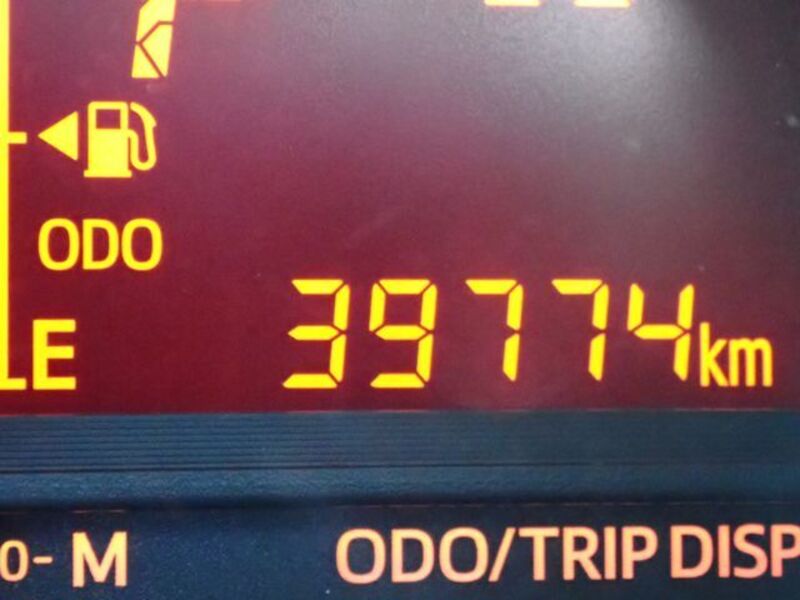 ODO
39774km
E
0-M ODO/TRIP DISP